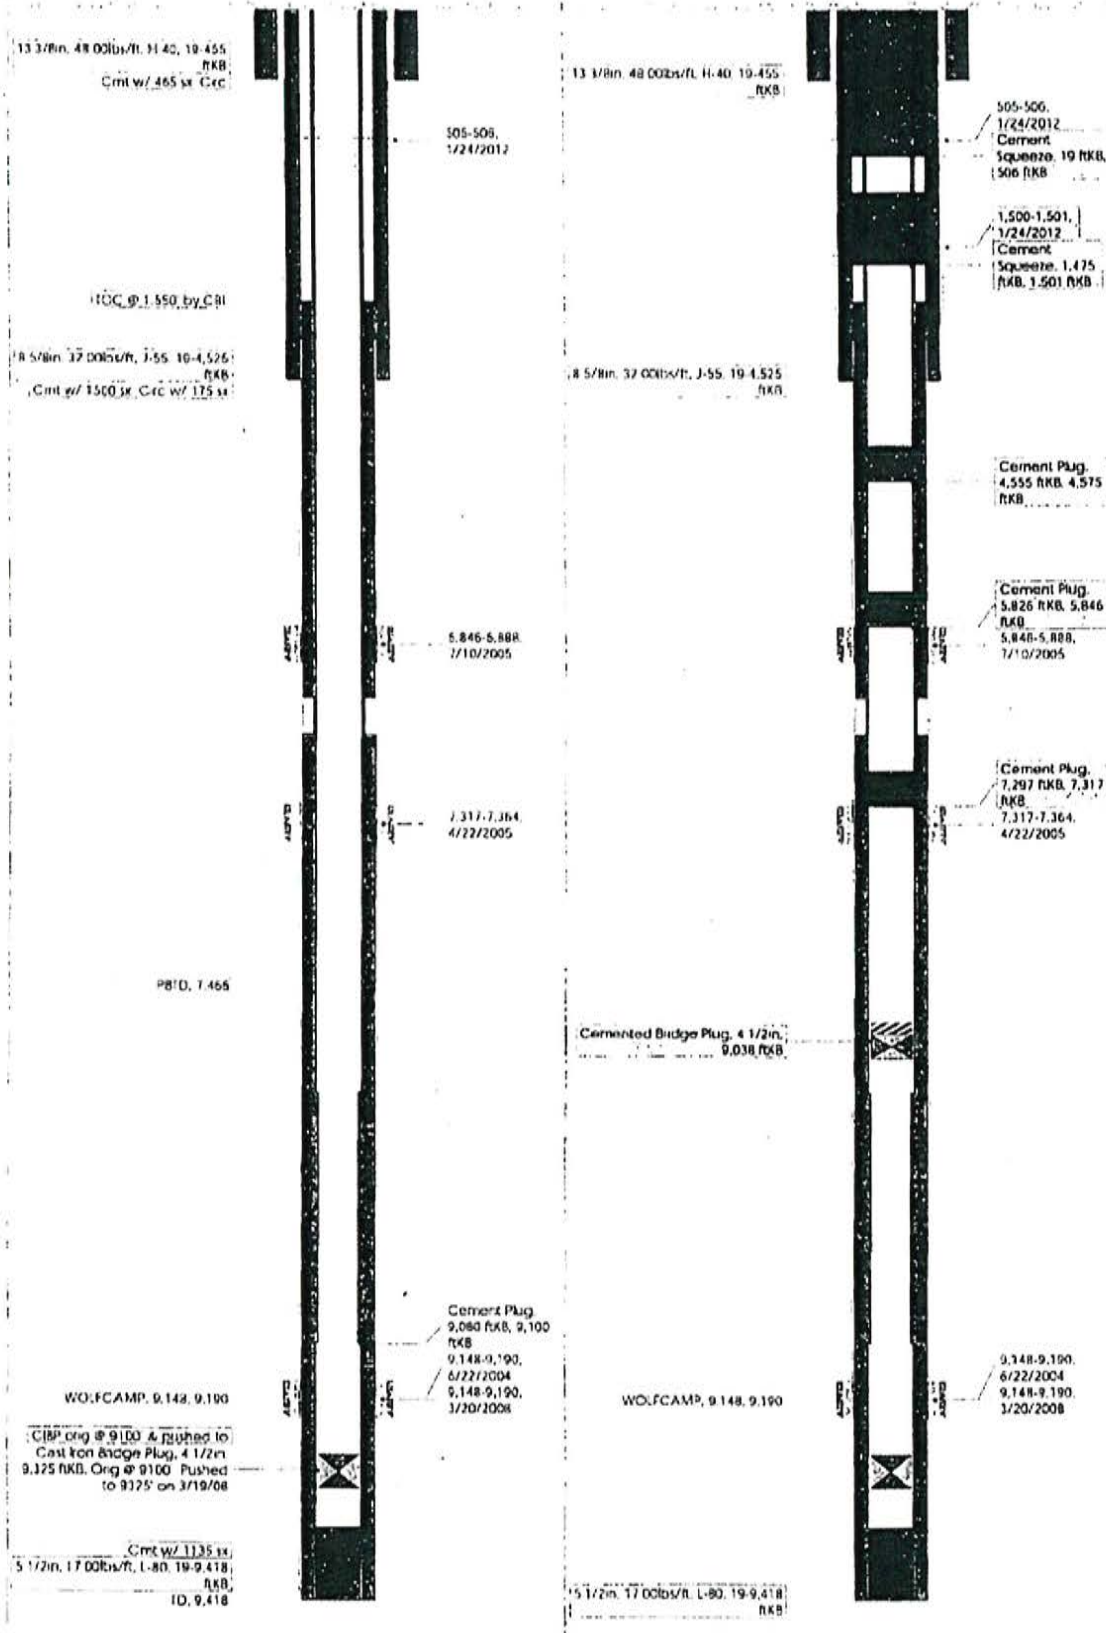 13 3/8in, 48.00lbs/ft, H-40, 19-455
ftKB
Cmt w/ 465 sx Circ
505-506,
1/24/2012
TOC @ 1,550 by CBl
8 5/8in, 32.00lbs/ft, J-55, 19-4,525
ftKB
Cmt w/ 1500 sx Circ w/ 175 sx
5,846-5,888,
7/10/2005
7,317-7,364,
4/22/2005
PBTD, 7,465
Cement Plug,
9,060 ftKB, 9,100
ftKB
9,148-9,190,
6/22/2004
9,148-9,190,
3/20/2008
WOLFCAMP, 9,148, 9,190
CIBP orig @ 9100 & pushed to
Cast Iron Bridge Plug, 4 1/2in
9,325 ftKB, Orig @ 9100 Pushed
to 9325' on 3/19/08
Cmt w/ 1135 sx
5 1/2in, 17.00lbs/ft, L-80, 19-9,418
ftKB
TD, 9,418
13 3/8in, 48.00lbs/ft, H-40, 19-455
ftKB
505-506,
1/24/2012
Cement
Squeeze, 19 ftKB,
506 ftKB
1,500-1,501,
1/24/2012
Cement
Squeeze, 1,475
ftKB, 1,501 ftKB
8 5/8in, 32.00lbs/ft, J-55, 19-4,525
ftKB
Cement Plug,
4,555 ftKB, 4,575
ftKB
Cement Plug,
5,826 ftKB, 5,846
ftKB
5,846-5,888,
7/10/2005
Cement Plug,
7,297 ftKB, 7,317
ftKB
7,317-7,364,
4/22/2005
Cemented Bridge Plug, 4 1/2in,
9,038 ftKB
9,148-9,190,
6/22/2004
9,148-9,190,
3/20/2008
WOLFCAMP, 9,148, 9,190
5 1/2in, 17.00lbs/ft, L-80, 19-9,418
ftKB